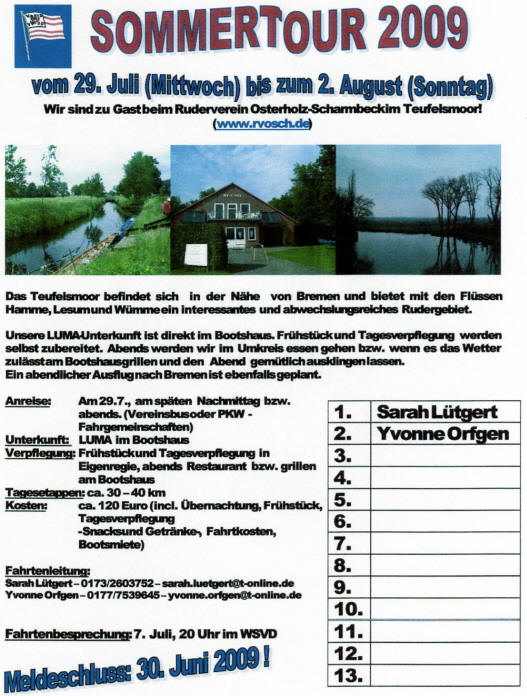 SOMMERTOUR 2009
vom 29. Juli (Mittwoch) bis zum 2. August (Sonntag)
Wir sind zu Gast beim Ruderverein Osterholz-Scharmbeck im Teufelsmoor!
(www.rvosch.de)
Das Teufelsmoor befindet sich in der Nähe von Bremen und bietet mit den Flüssen
Hamme, Lesum und Wümme ein interessantes und abwechslungsreiches Rudergebiet.
Unsere LUMA-Unterkunft ist direkt im Bootshaus. Frühstück und Tagesverpflegung werden
selbst zubereitet. Abends werden wir im Umkreis essen gehen bzw. wenn es das Wetter
zulässt am Bootshaus grillen und den Abend gemütlich ausklingen lassen.
Ein abendlicher Ausflug nach Bremen ist ebenfalls geplant.
Anreise: Am 29.7., am späten Nachmittag bzw.
abends. (Vereinsbus oder PKW -
Fahrgemeinschaften)
Unterkunft: LUMA im Bootshaus
Verpflegung: Frühstück und Tagesverpflegung in
Eigenregie, abends Restaurant bzw. grillen
am Bootshaus
Tagesetappen: ca. 30 – 40 km
Kosten: ca. 120 Euro (incl. Übernachtung, Frühstück,
Tagesverpflegung
-Snacks und Getränke-, Fahrtkosten,
Bootsmiete)
Fahrtenleitung:
Sarah Lütgert – 0173/2603752 – sarah.luetgert@t-online.de
Yvonne Orfgen – 0177/7539645 – yvonne.orfgen@t-online.de
Fahrtenbesprechung: 7. Juli, 20 Uhr im WSVD
Meldeschluss: 30. Juni 2009 !
1. Sarah Lütgert
2. Yvonne Orfgen
3.
4.
5.
6.
7.
8.
9.
10.
11.
12.
13.